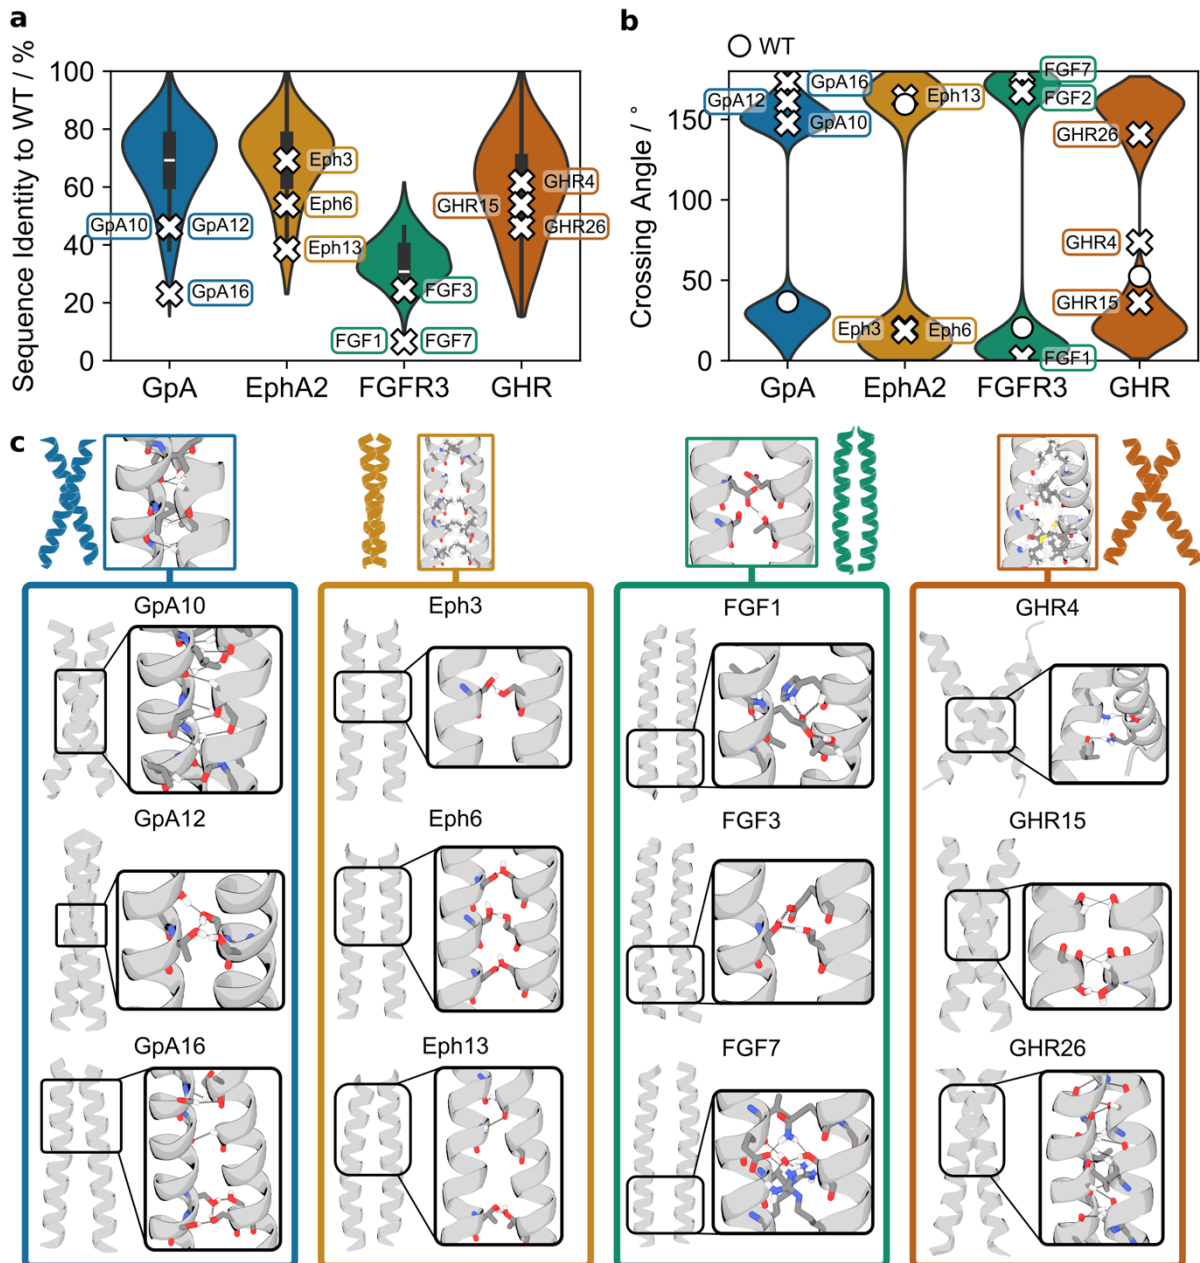 a
Sequence Identity to WT / %
100
80
60
40
20
0
GpA10
GpA12
GpA16
Eph3
Eph6
Eph13
FGF3
FGF1
FGF7
GHR4
GHR15
GHR26
GpA
EphA2
FGFR3
GHR
b
WT
Crossing Angle / °
150
100
50
0
GpA16
GpA12
GpA10
Eph13
Eph3
Eph6
FGF7
FGF2
FGF1
GHR26
GHR4
GHR15
GpA
EphA2
FGFR3
GHR
c
GpA10
Eph3
FGF1
GHR4
GpA12
Eph6
FGF3
GHR15
GpA16
Eph13
FGF7
GHR26